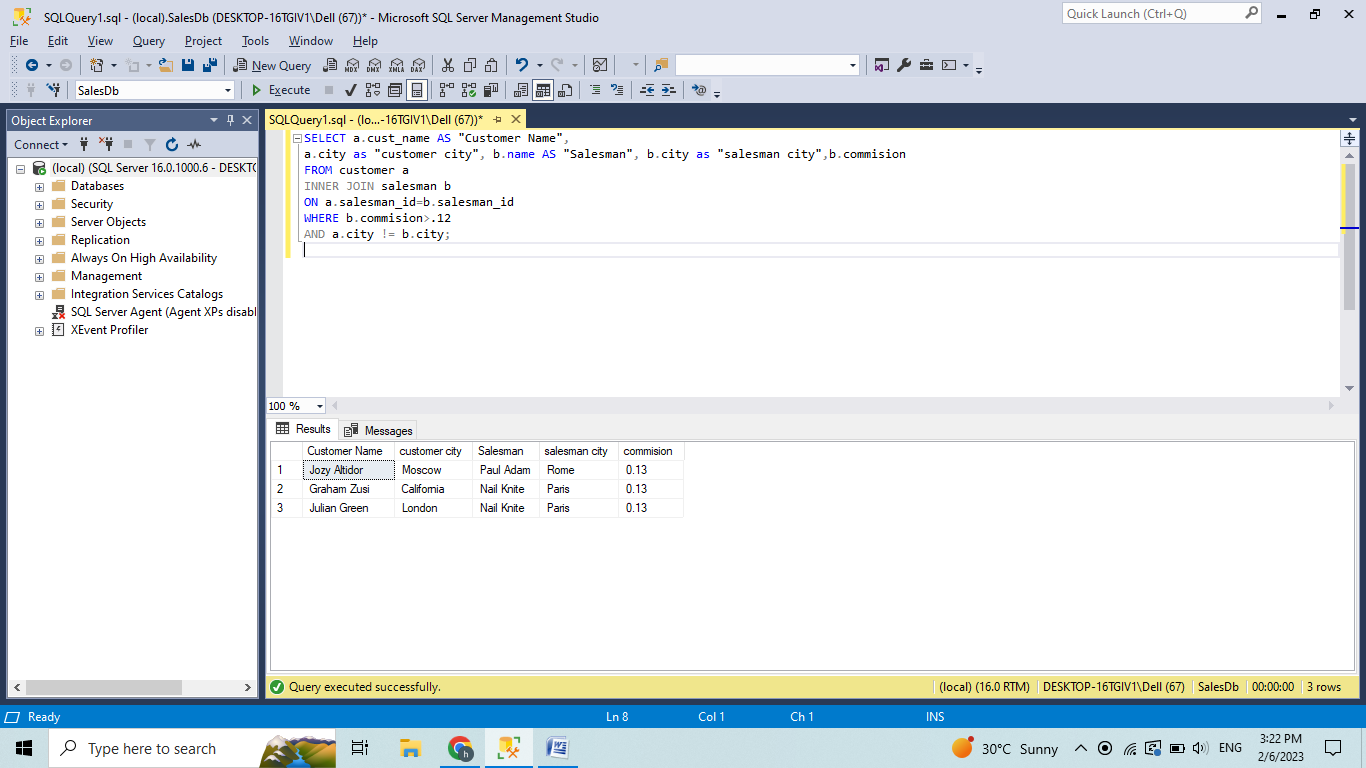 SQLQuery1.sql - (local).SalesDb (DESKTOP-16TGIV1\Dell (67))* - Microsoft SQL Server Management Studio
Quick Launch (Ctrl+Q)
File Edit View Query Project Tools Window Help
New Query MDX DMX XMLA DAX
SalesDb Execute
Object Explorer
SQLQuery1.sql - (lo...-16TGIV1\Dell (67))*
Connect
(local) (SQL Server 16.0.1000.6 - DESKT
Databases
Security
Server Objects
Replication
Always On High Availability
Management
Integration Services Catalogs
SQL Server Agent (Agent XPs disabl
XEvent Profiler
SELECT a.cust_name AS "Customer Name",
a.city as "customer city", b.name AS "Salesman", b.city as "salesman city",b.commision
FROM customer a
INNER JOIN salesman b
ON a.salesman_id=b.salesman_id
WHERE b.commision>.12
AND a.city != b.city;
100 %
Results Messages
Customer Name customer city Salesman salesman city commision
1 Jozy Altidor Moscow Paul Adam Rome 0.13
2 Graham Zusi California Nail Knite Paris 0.13
3 Julian Green London Nail Knite Paris 0.13
Query executed successfully. (local) (16.0 RTM) DESKTOP-16TGIV1\Dell (67) SalesDb 00:00:00 3 rows
Ready Ln 8 Col 1 Ch 1 INS
Type here to search 30°C Sunny ENG 3:22 PM
2/6/2023